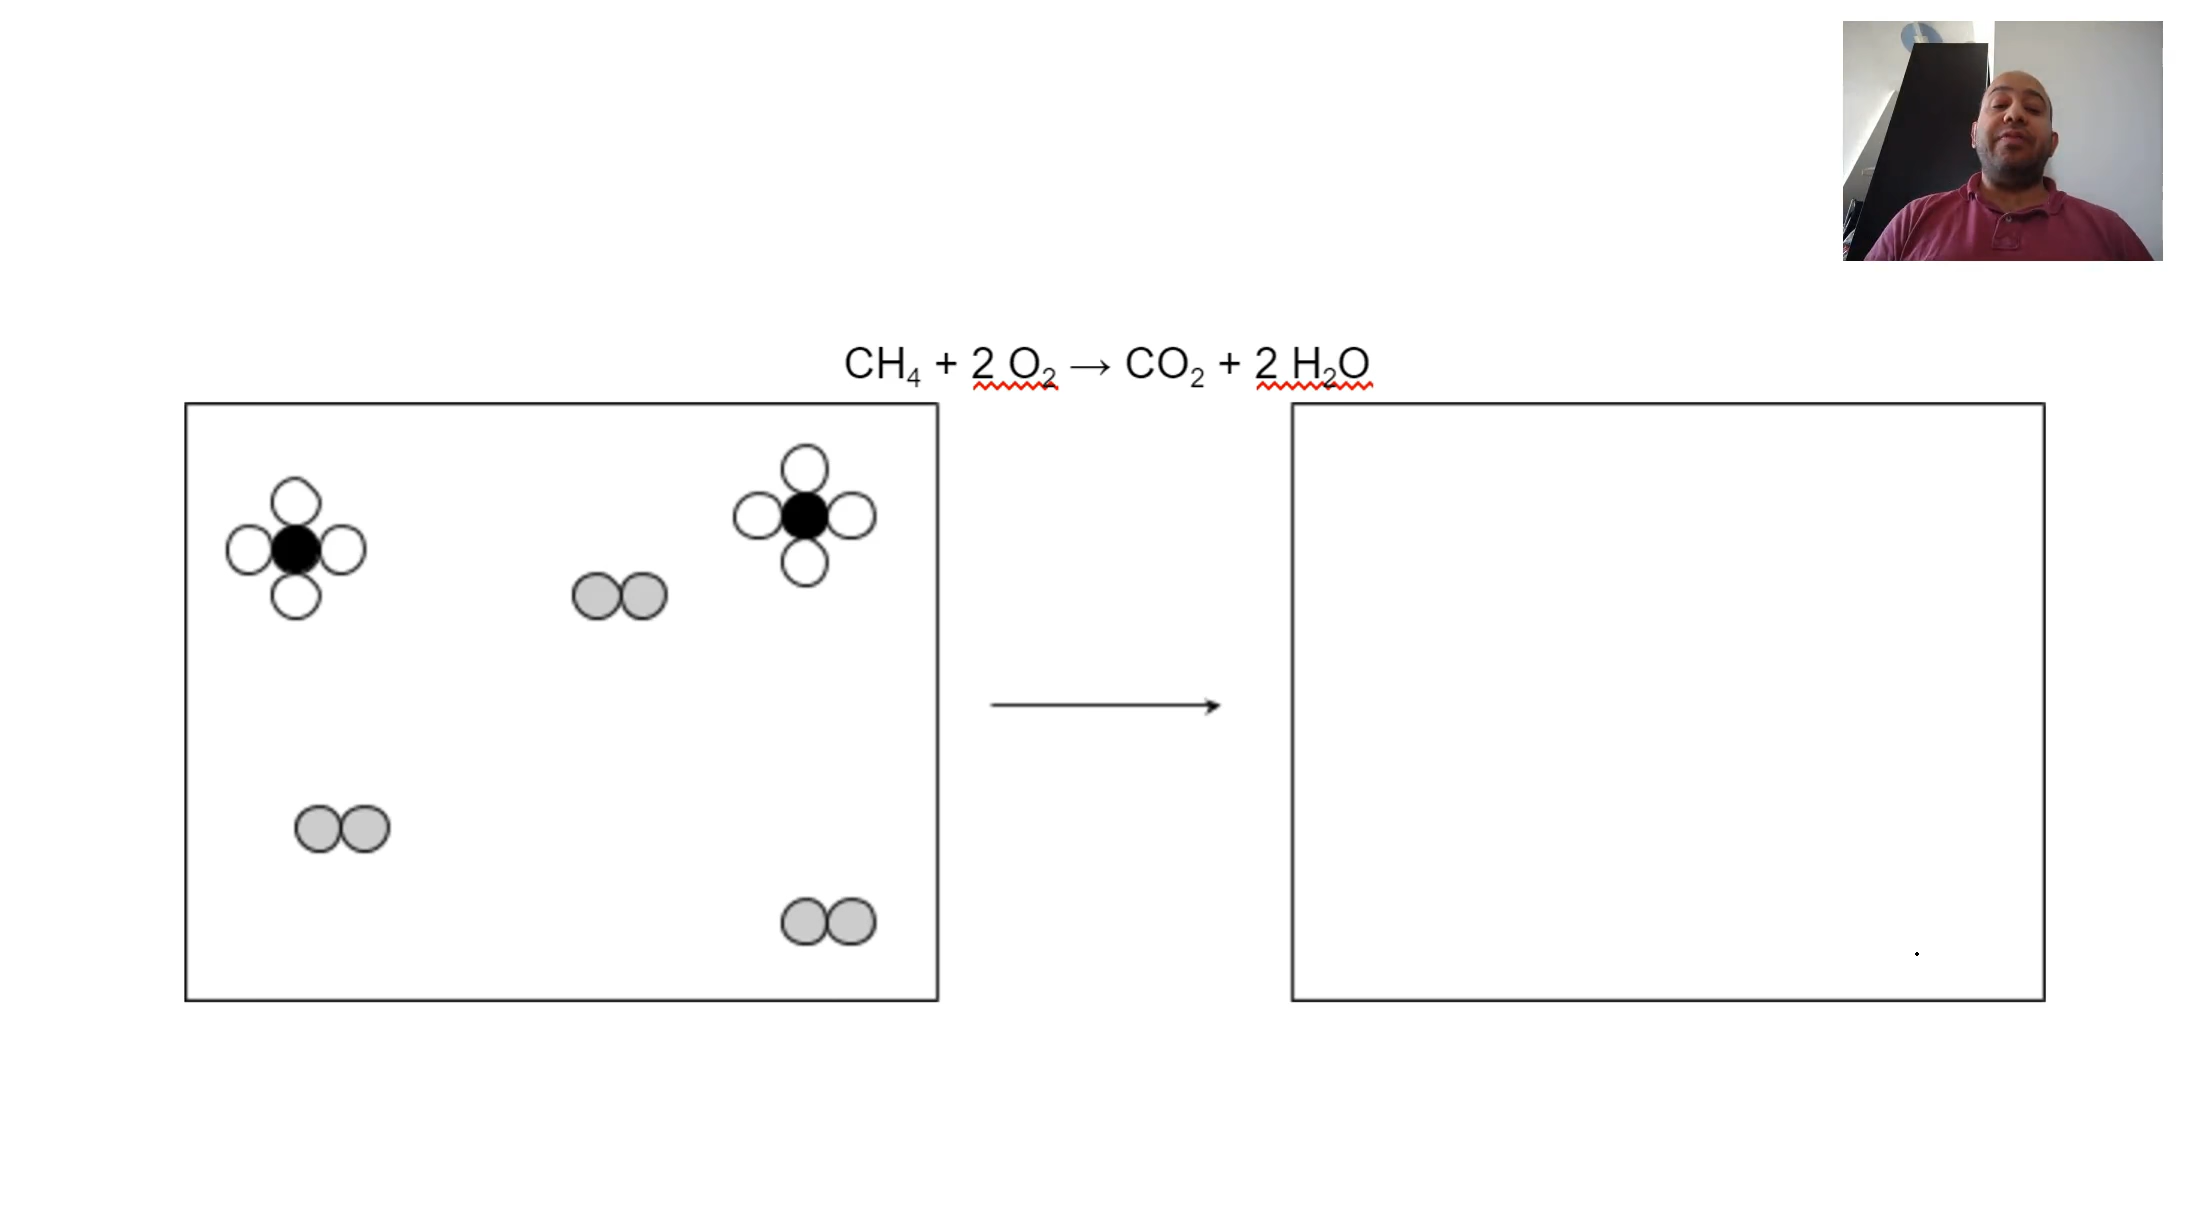 CH₄ + 2 O₂ → CO₂ + 2 H₂O